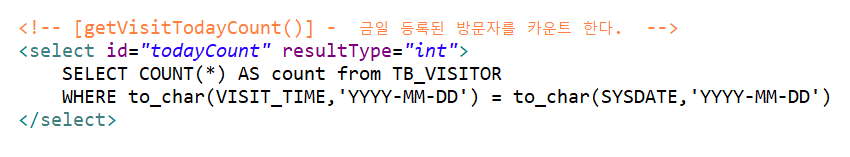 <!-- [getVisitTodayCount()] - 금일 등록된 방문자를 카운트 한다. -->
<select id="todayCount" resultType="int">
SELECT COUNT(*) AS count from TB_VISITOR
WHERE to_char(VISIT_TIME,'YYYY-MM-DD') = to_char(SYSDATE,'YYYY-MM-DD')
</select>